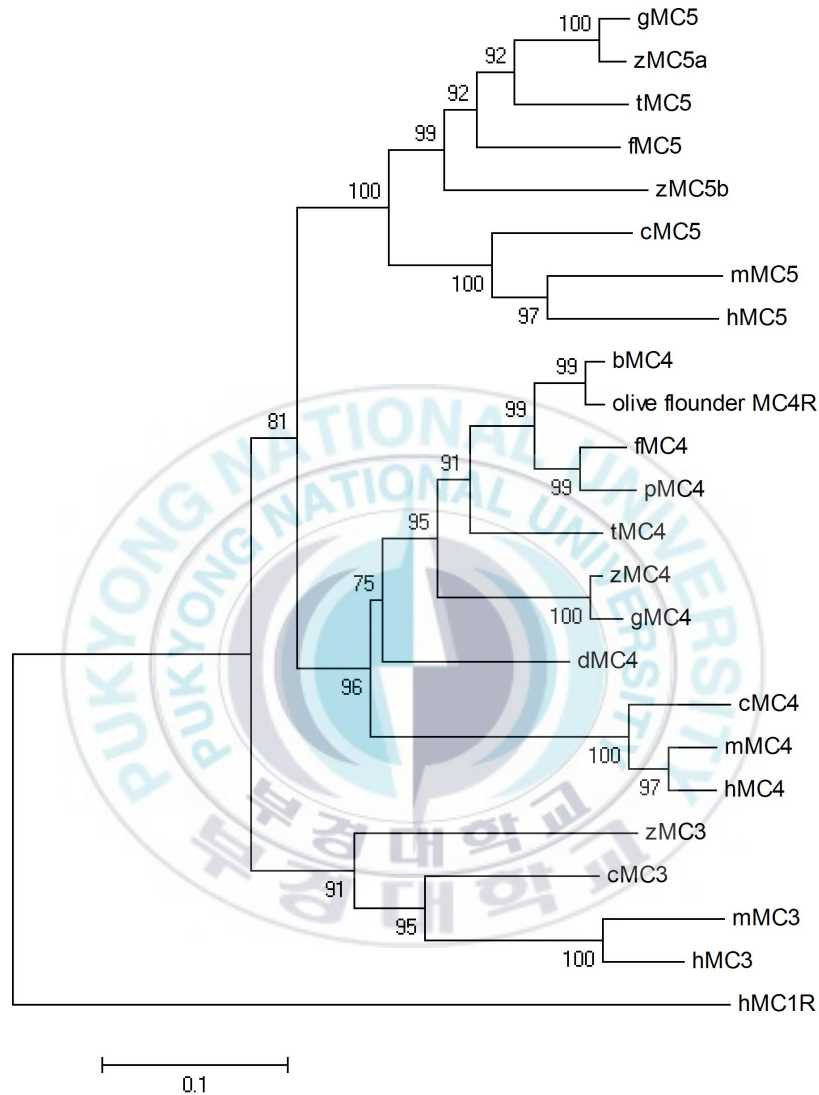 100
gMC5
zMC5a
92
tMC5
92
fMC5
99
zMC5b
100
cMC5
100
mMC5
97
hMC5
99
bMC4
olive flounder MC4R
99
fMC4
99
pMC4
91
tMC4
95
zMC4
100
gMC4
75
dMC4
81
96
cMC4
100
mMC4
97
hMC4
zMC3
91
cMC3
95
mMC3
100
hMC3
hMC1R
0.1
PUKYONG NATIONAL UNIVERSITY
PUKYONG NATIONAL UNIVERSITY
부경대학교
부경대학교